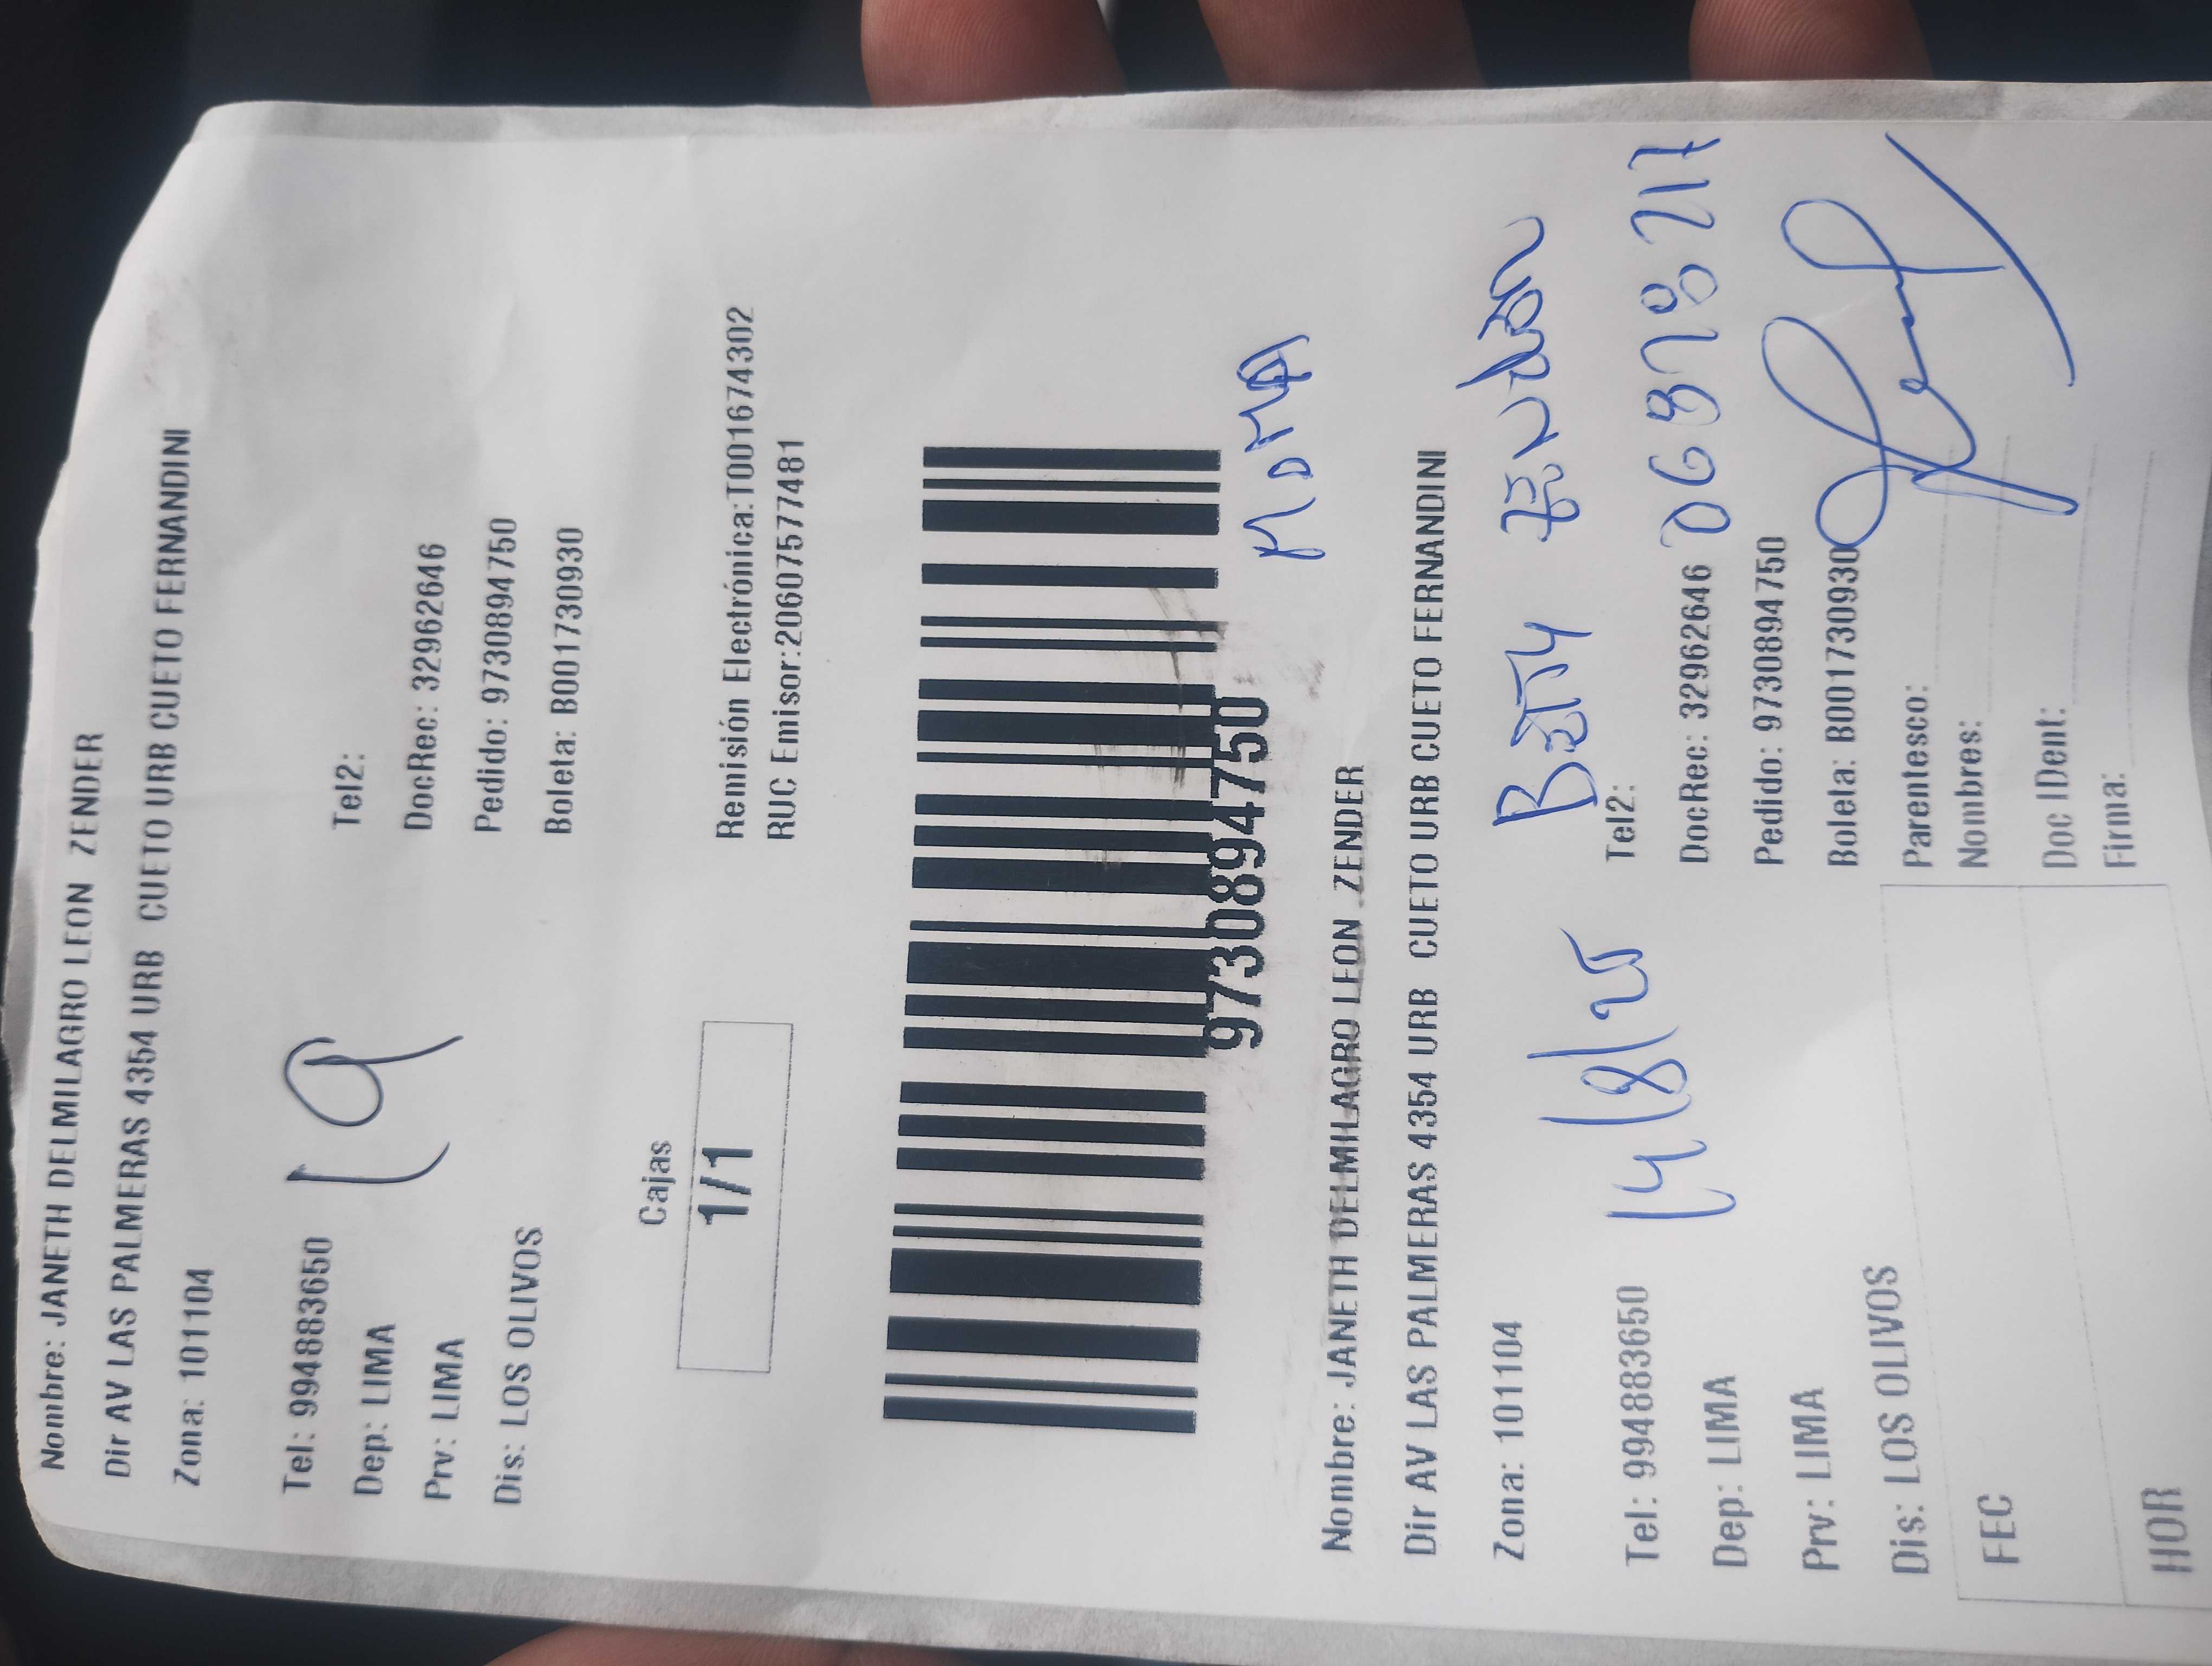 Nombre: JANETH DELMILAGRO LEON ZENDER
Dir AV LAS PALMERAS 4354 URB CUETO URB CUETO FERNANDINI
Zona: 101104
Tel: 994883650 19 Tel2:
Dep: LIMA DocRec: 32962646
Prv: LIMA Pedido: 9730894750
Dis: LOS OLIVOS Boleta: B001730930
Cajas
1/1
Remisión Electrónica:T001674302
RUC Emisor:20607577481
9730894750
Nombre: JANETH DELMILAGRO LEON ZENDER
Dir AV LAS PALMERAS 4354 URB CUETO URB CUETO FERNANDINI
Zona: 101104
BETTY
Tel: 994883650 14/8/25 Tel2:
Dep: LIMA DocRec: 32962646
Prv: LIMA Pedido: 9730894750
Dis: LOS OLIVOS Boleta: B001730930
Parentesco:
FEC Nombres:
Doc IDent:
Firma:
HOR